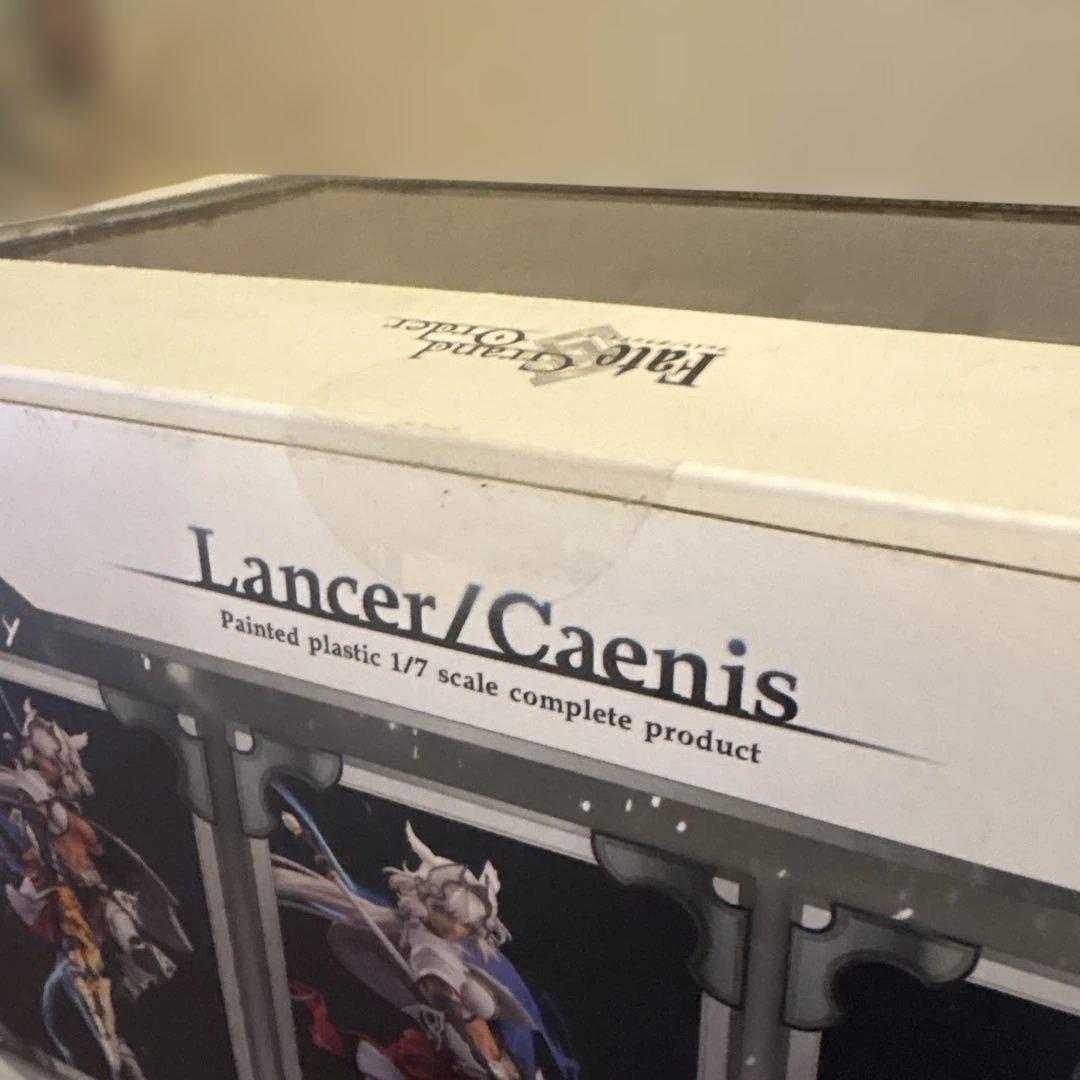 Fate
Grand
Order
Lancer/Caenis
Painted plastic 1/7 scale complete product
Y